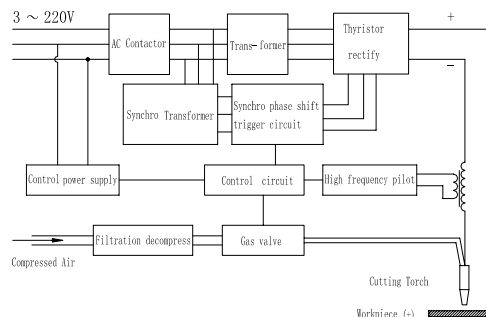 3 ~ 220V
AC Contactor
Trans-former
Thyristor
rectify
+
−
Synchro Transformer
Synchro phase shift
trigger circuit
Control power supply
Control circuit
High frequency pilot
Filtration decompress
Gas valve
Compressed Air
Cutting Torch
Workpiece (+)